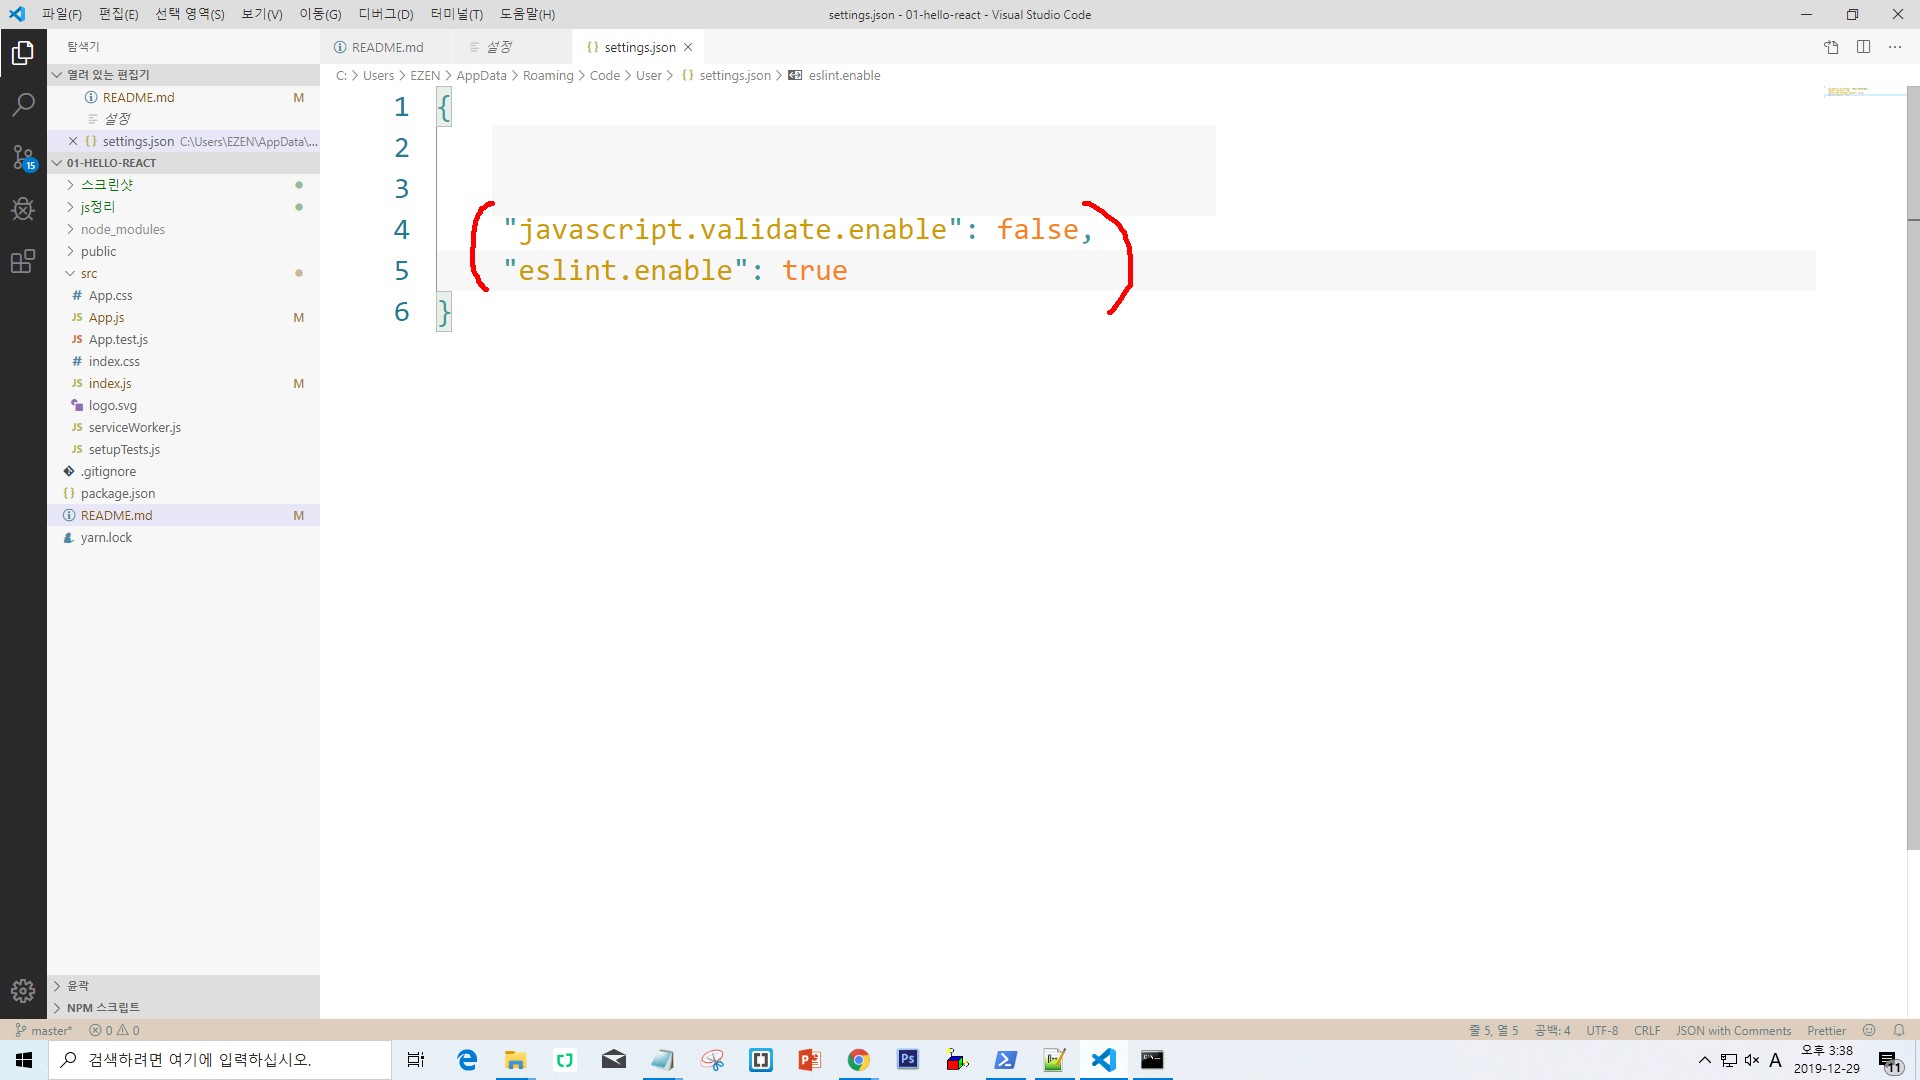 파일(F) 편집(E) 선택 영역(S) 보기(V) 이동(G) 디버그(D) 터미널(T) 도움말(H) settings.json - 01-hello-react - Visual Studio Code
탐색기
README.md 설정 settings.json
열려 있는 편집기
C: > Users > EZEN > AppData > Roaming > Code > User > {} settings.json > eslint.enable
README.md M
설정
{} settings.json C:\Users\EZEN\AppData\...
01-HELLO-REACT
스크린샷
js정리
node_modules
public
src
# App.css
JS App.js M
JS App.test.js
# index.css
JS index.js M
logo.svg
JS serviceWorker.js
JS setupTests.js
.gitignore
{} package.json
README.md M
yarn.lock
15
1 {
2
3
4 "javascript.validate.enable": false,
5 "eslint.enable": true
6 }
윤곽
NPM 스크립트
master* 0 0 줄 5, 열 5 공백: 4 UTF-8 CRLF JSON with Comments Prettier
검색하려면 여기에 입력하십시오. Ps A 오후 3:38
2019-12-29 11